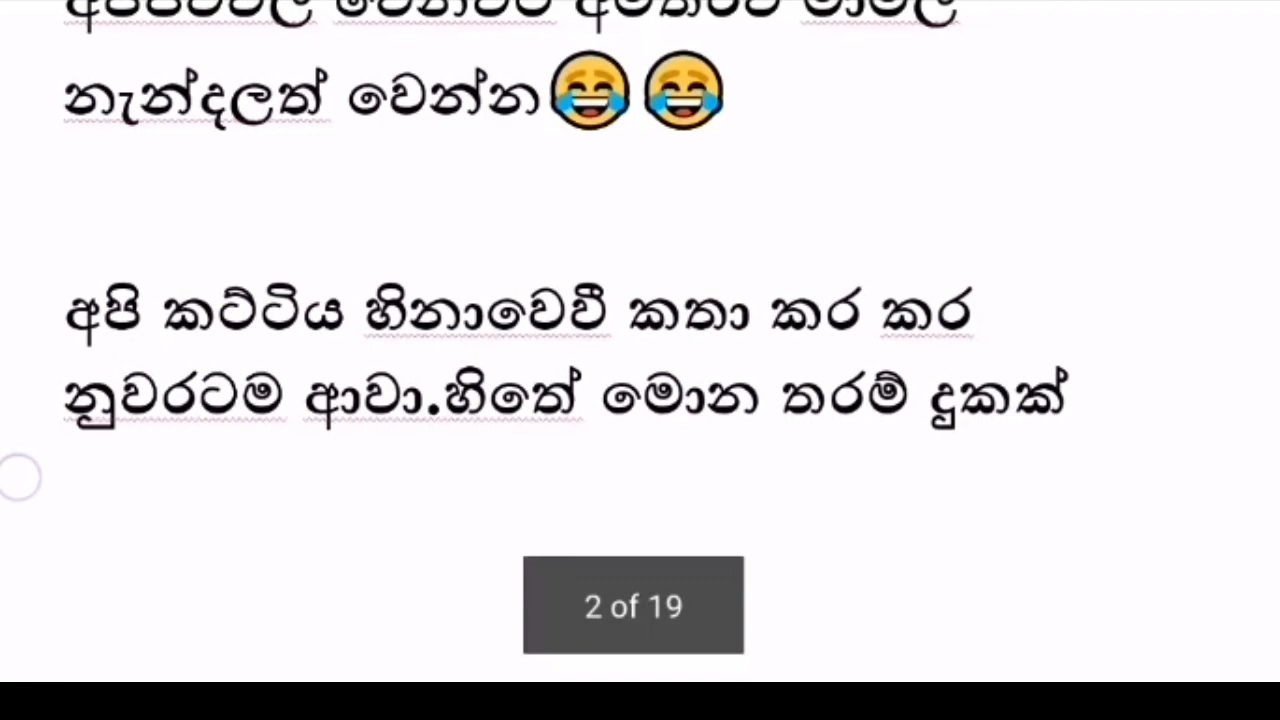 නැන්දලත් වෙන්න😂😂
අපි කට්ටිය හිනාවෙවී කතා කර කර
නුවරටම ආවා.හිතේ මොන තරම් දුකක්
2 of 19